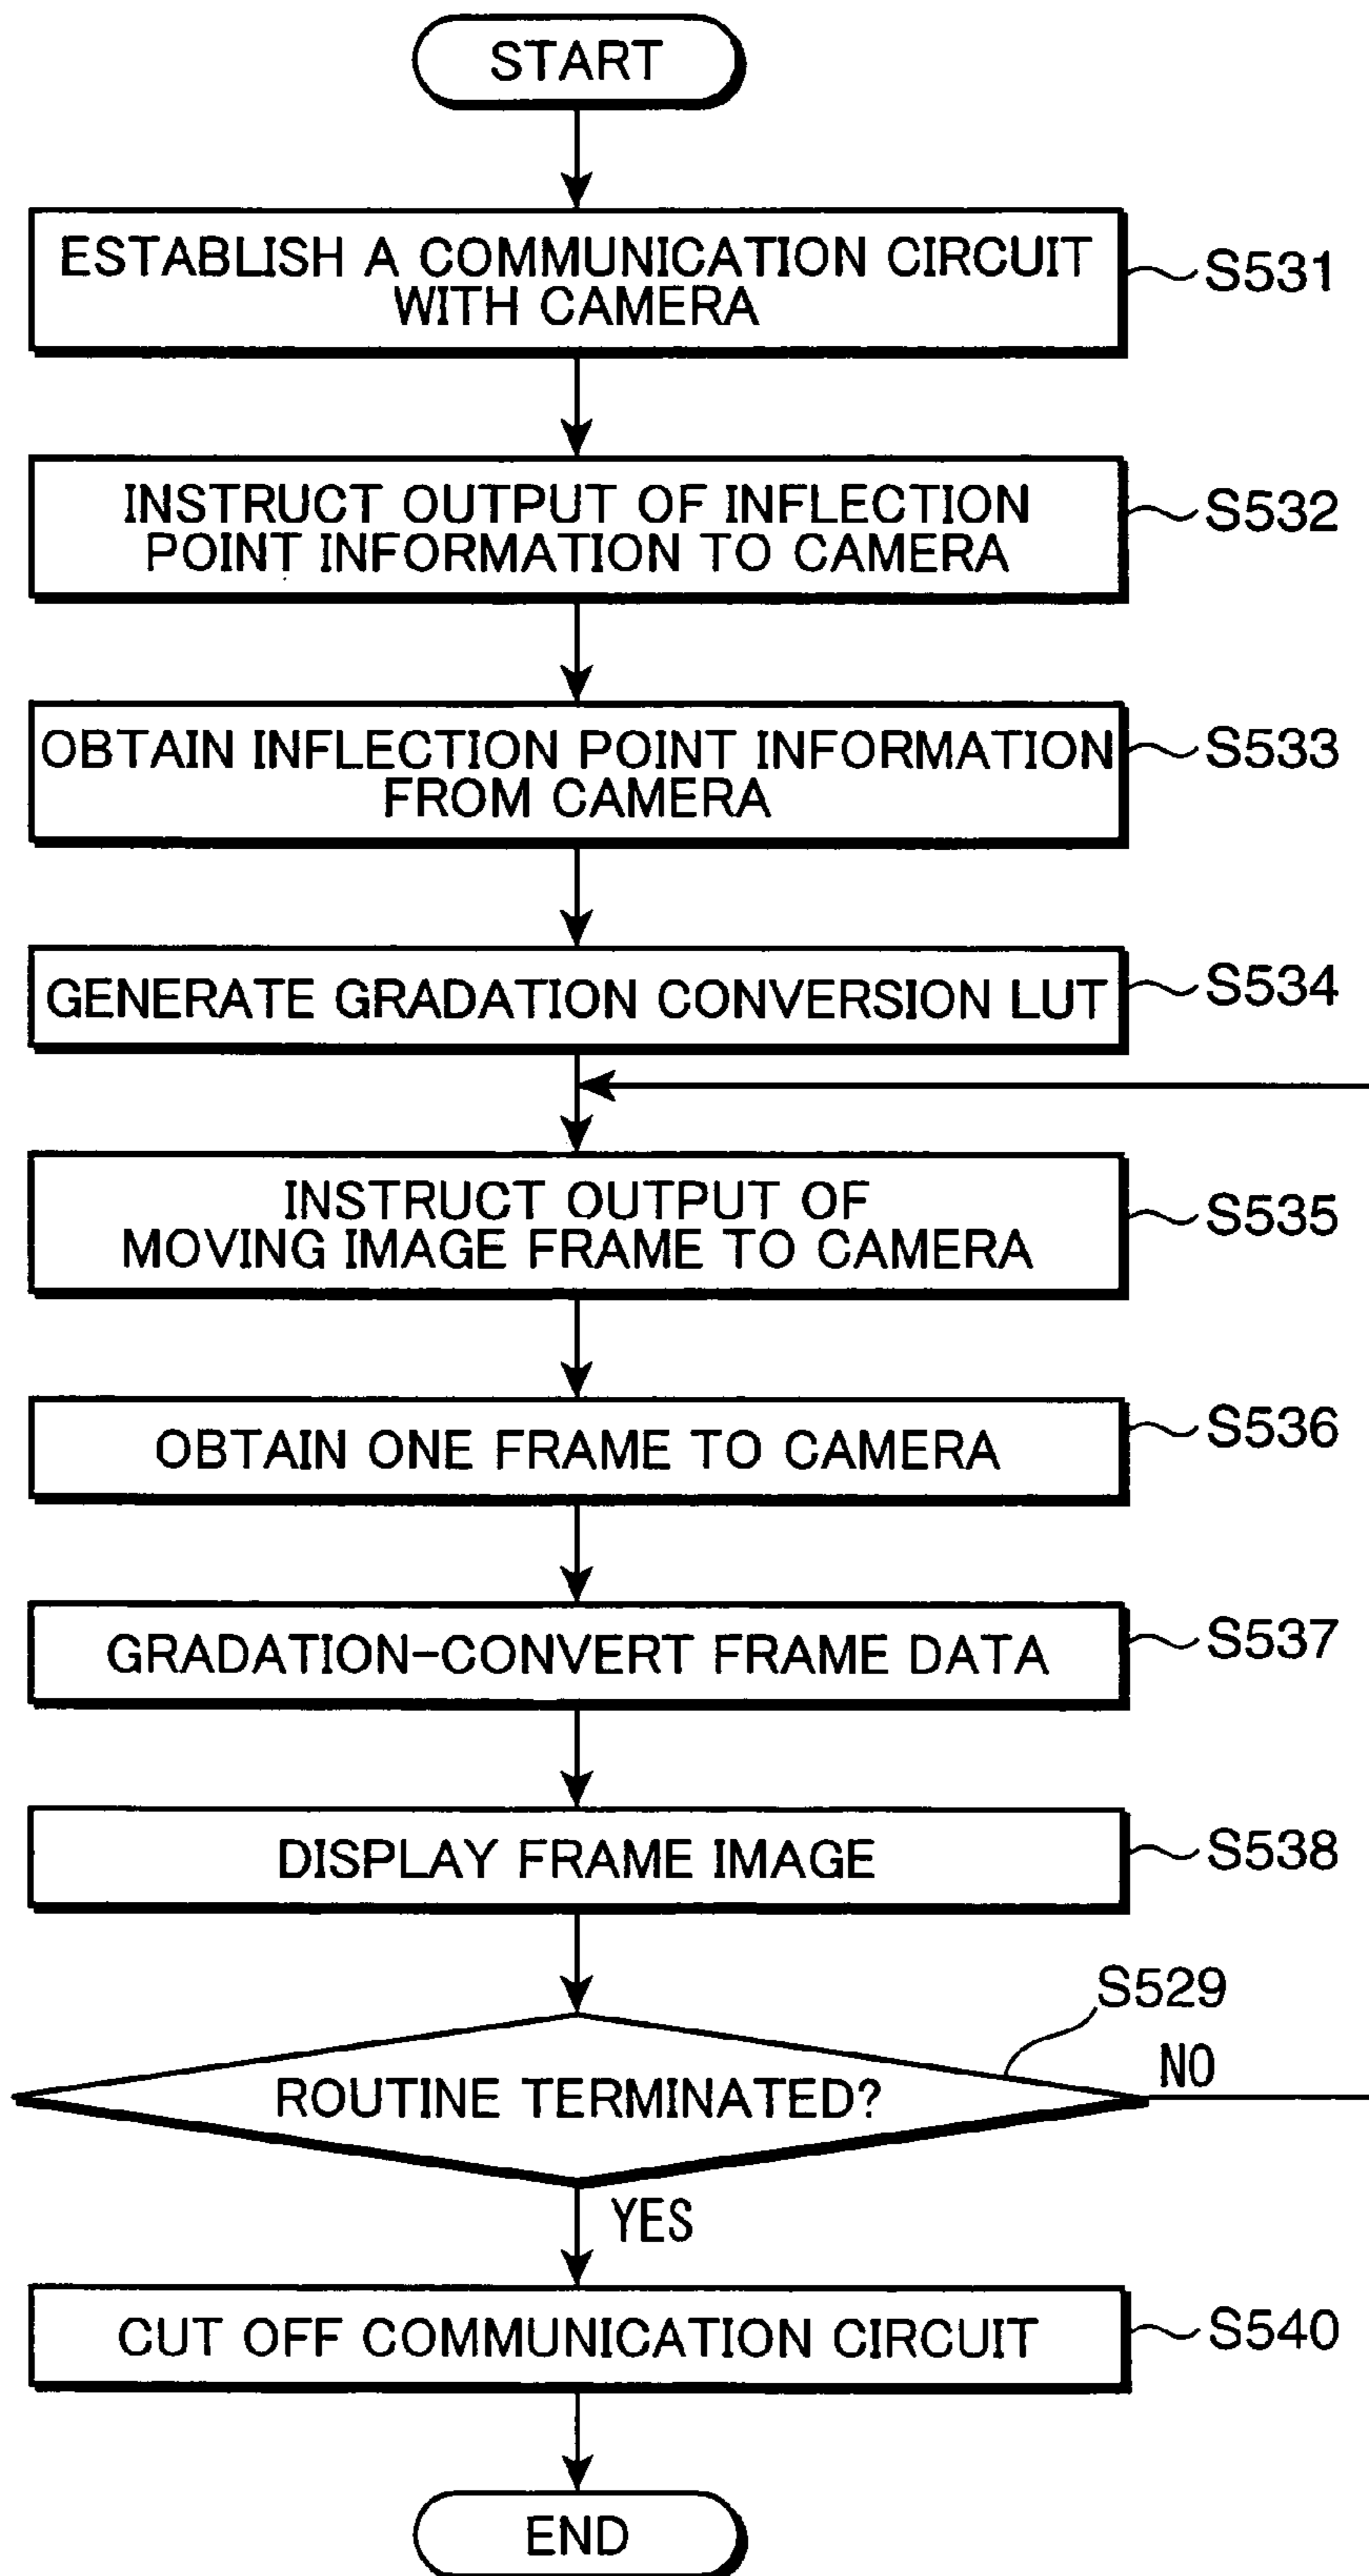 START
ESTABLISH A COMMUNICATION CIRCUIT
WITH CAMERA
S531
INSTRUCT OUTPUT OF INFLECTION
POINT INFORMATION TO CAMERA
S532
OBTAIN INFLECTION POINT INFORMATION
FROM CAMERA
S533
GENERATE GRADATION CONVERSION LUT
S534
INSTRUCT OUTPUT OF
MOVING IMAGE FRAME TO CAMERA
S535
OBTAIN ONE FRAME TO CAMERA
S536
GRADATION-CONVERT FRAME DATA
S537
DISPLAY FRAME IMAGE
S538
S529
ROUTINE TERMINATED?
NO
YES
CUT OFF COMMUNICATION CIRCUIT
S540
END